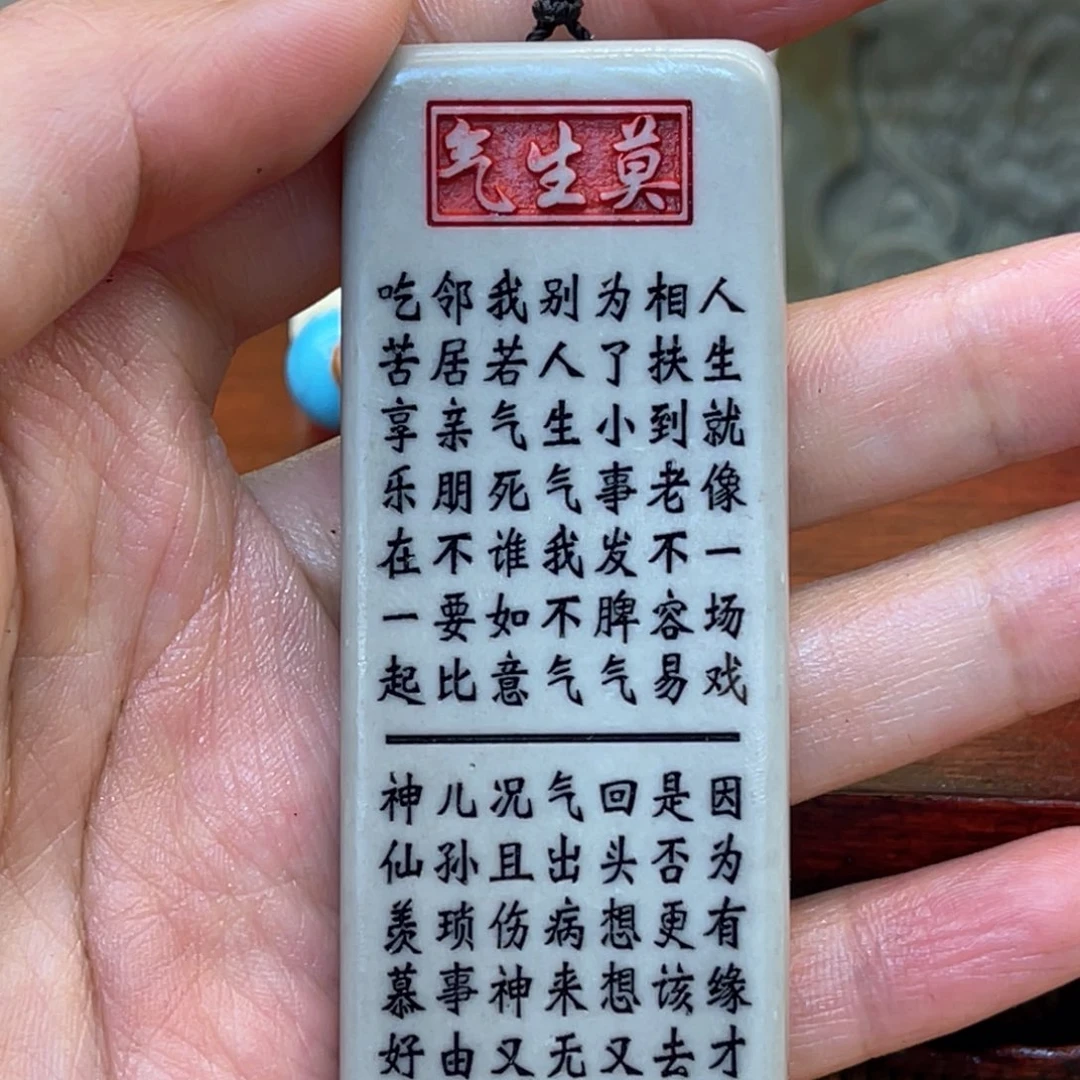 莫生气
人生就像一场戏
相扶到老不容易
为了小事发脾气
别人生气我不气
我若气死谁如意
邻居亲朋不要比
吃苦享乐在一起
因为有缘才
是否更该去
回头想想又
气出病来无
况且伤神又
儿孙琐事由
神仙羡慕好